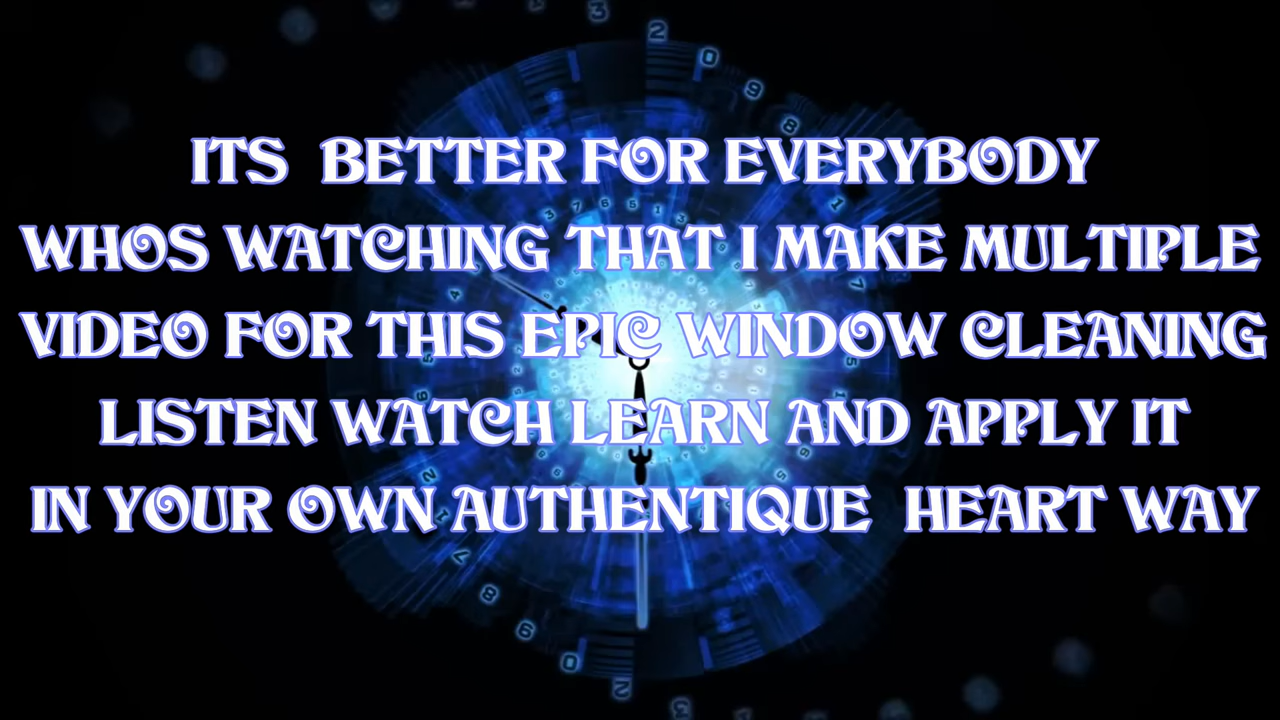 ITS BETTER FOR EVERYBODY
WHOS WATCHING THAT I MAKE MULTIPLE
VIDEO FOR THIS EPIC WINDOW CLEANING
LISTEN WATCH LEARN AND APPLY IT
IN YOUR OWN AUTHENTIQUE HEART WAY